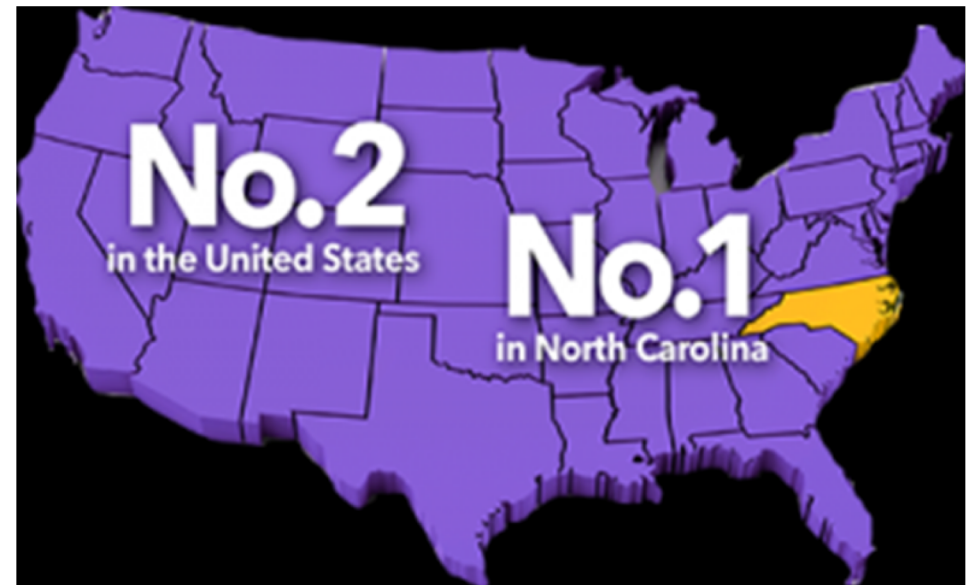 No.2
in the United States
No.1
in North Carolina